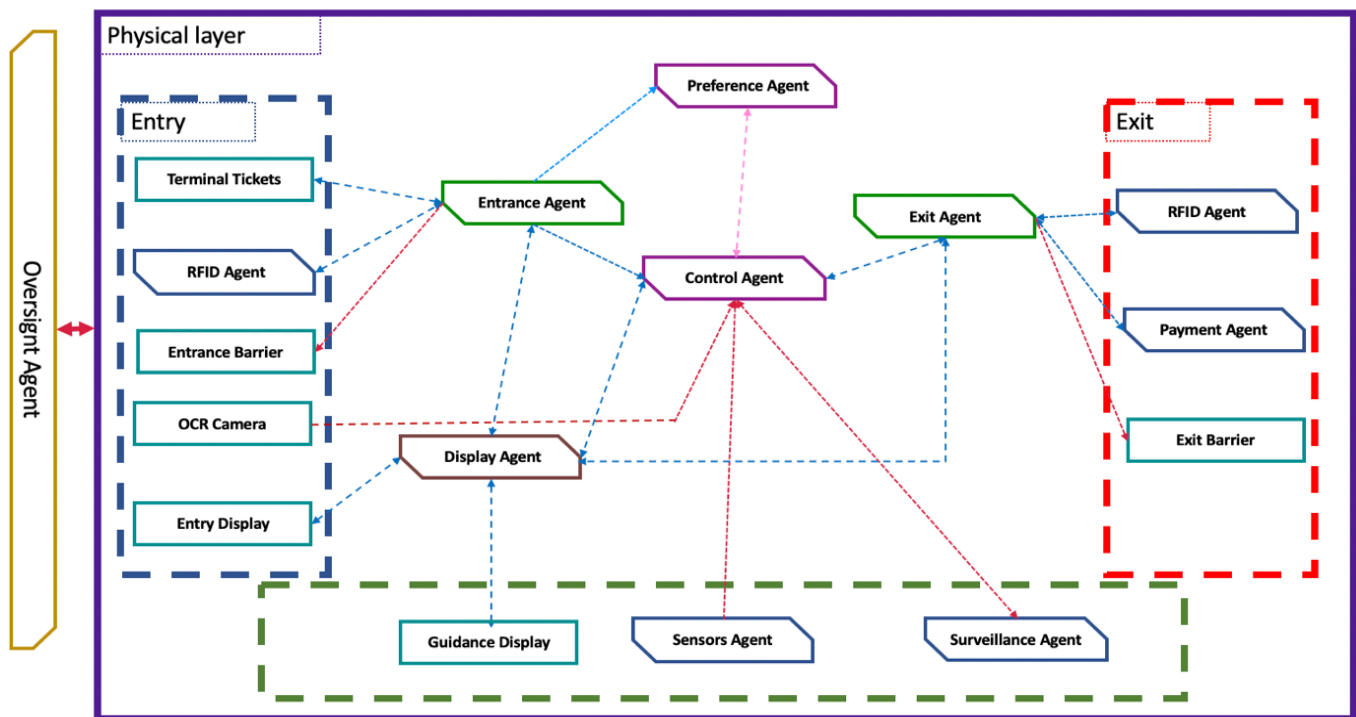 Physical layer
Preference Agent
Entry
Exit
Terminal Tickets
Entrance Agent
Exit Agent
RFID Agent
RFID Agent
Control Agent
Oversignt Agent
Entrance Barrier
Payment Agent
OCR Camera
Display Agent
Exit Barrier
Entry Display
Guidance Display
Sensors Agent
Surveillance Agent